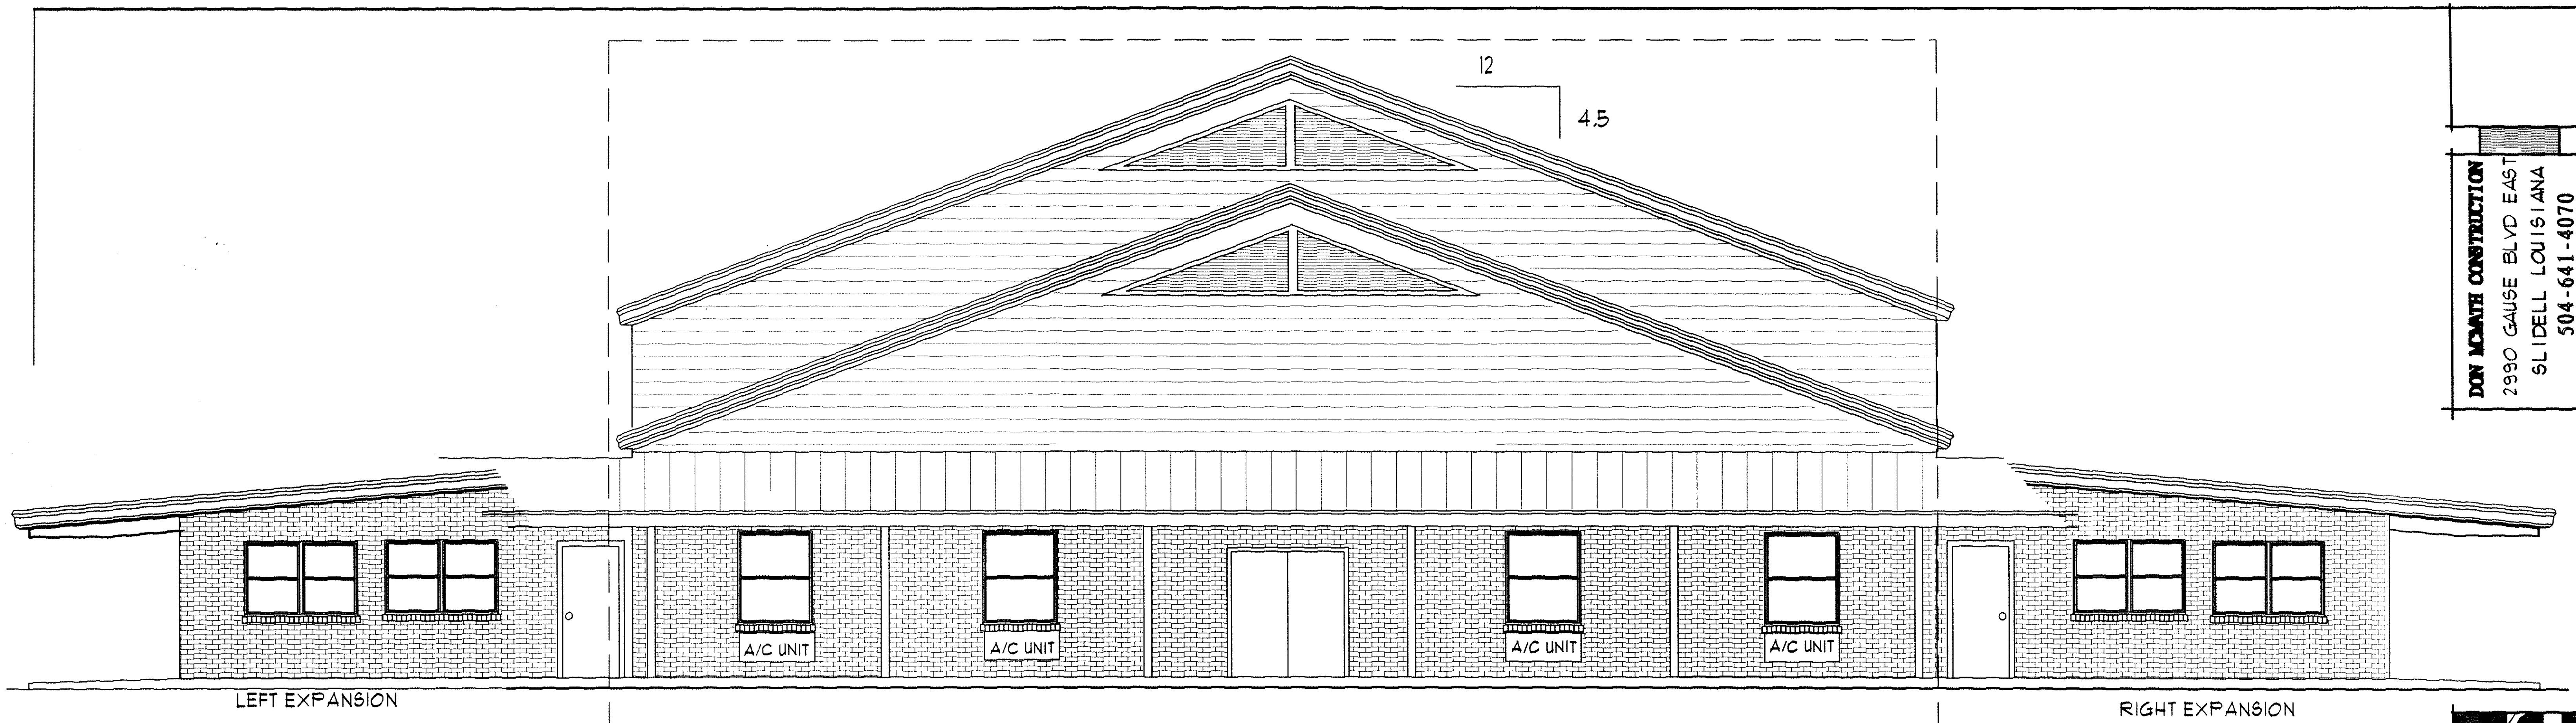 12
4.5
A/C UNIT
A/C UNIT
A/C UNIT
A/C UNIT
LEFT EXPANSION
RIGHT EXPANSION
DON MCMATH CONSTRUCTION
2990 GAUSE BLVD EAST
SLIDELL LOUISIANA
504-641-4070